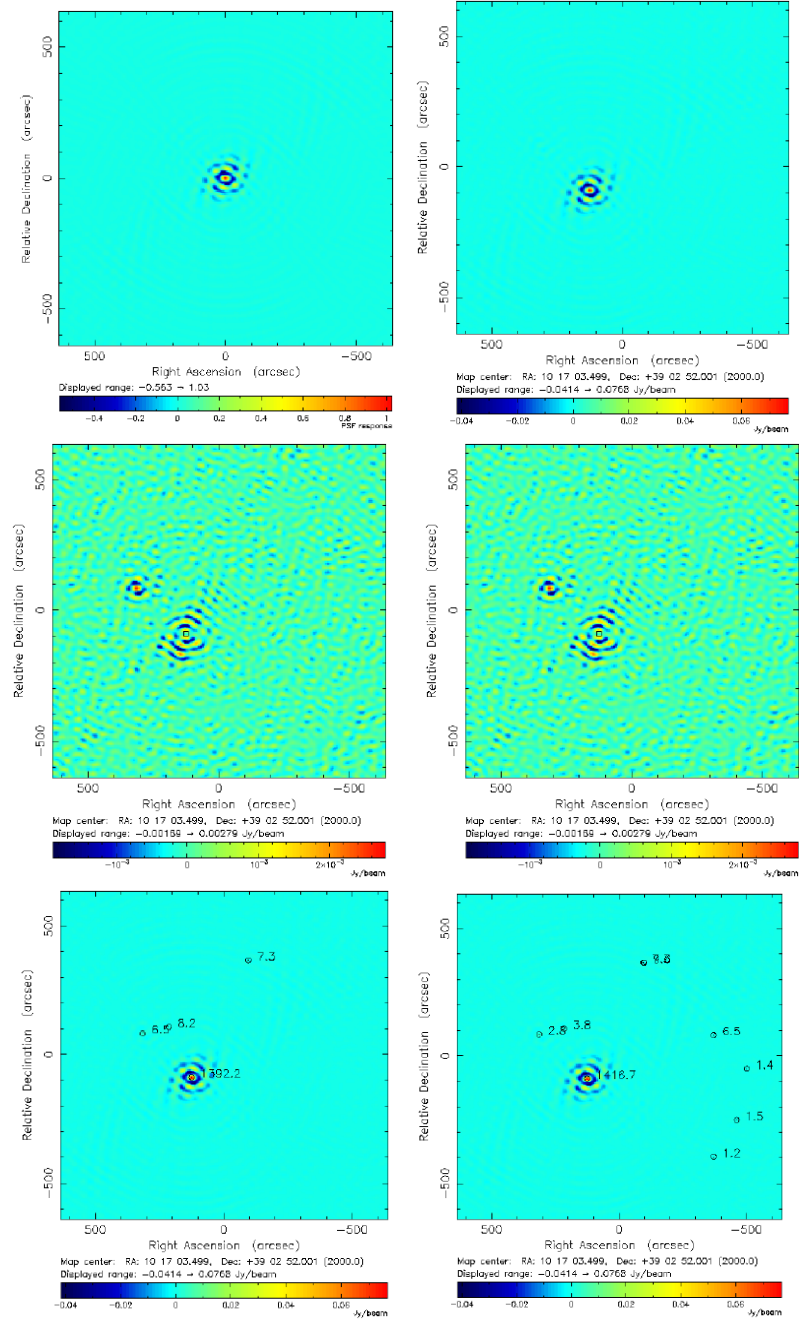 Relative Declination (arcsec)
500
0
−500
500 0 −500
Right Ascension (arcsec)
Displayed range: −0.563 → 1.03
−0.4 −0.2 0 0.2 0.4 0.6 0.8 1
PSF response
Relative Declination (arcsec)
500
0
−500
500 0 −500
Right Ascension (arcsec)
Map center: RA: 10 17 03.499, Dec: +39 02 52.001 (2000.0)
Displayed range: −0.0414 → 0.0768 Jy/beam
−0.04 −0.02 0 0.02 0.04 0.06
Jy/beam
Relative Declination (arcsec)
500
0
−500
500 0 −500
Right Ascension (arcsec)
Map center: RA: 10 17 03.499, Dec: +39 02 52.001 (2000.0)
Displayed range: −0.00169 → 0.00279 Jy/beam
−10⁻³ 0 10⁻³ 2×10⁻³
Jy/beam
Relative Declination (arcsec)
500
0
−500
500 0 −500
Right Ascension (arcsec)
Map center: RA: 10 17 03.499, Dec: +39 02 52.001 (2000.0)
Displayed range: −0.00169 → 0.00279 Jy/beam
−10⁻³ 0 10⁻³ 2×10⁻³
Jy/beam
Relative Declination (arcsec)
500
0
−500
7.3
8.2
1392.2
500 0 −500
Right Ascension (arcsec)
Map center: RA: 10 17 03.499, Dec: +39 02 52.001 (2000.0)
Displayed range: −0.0414 → 0.0768 Jy/beam
−0.04 −0.02 0 0.02 0.04 0.06
Jy/beam
Relative Declination (arcsec)
500
0
−500
2.8 3.8
6.5
1.4
1416.7
1.5
1.2
500 0 −500
Right Ascension (arcsec)
Map center: RA: 10 17 03.499, Dec: +39 02 52.001 (2000.0)
Displayed range: −0.0414 → 0.0768 Jy/beam
−0.04 −0.02 0 0.02 0.04 0.06
Jy/beam